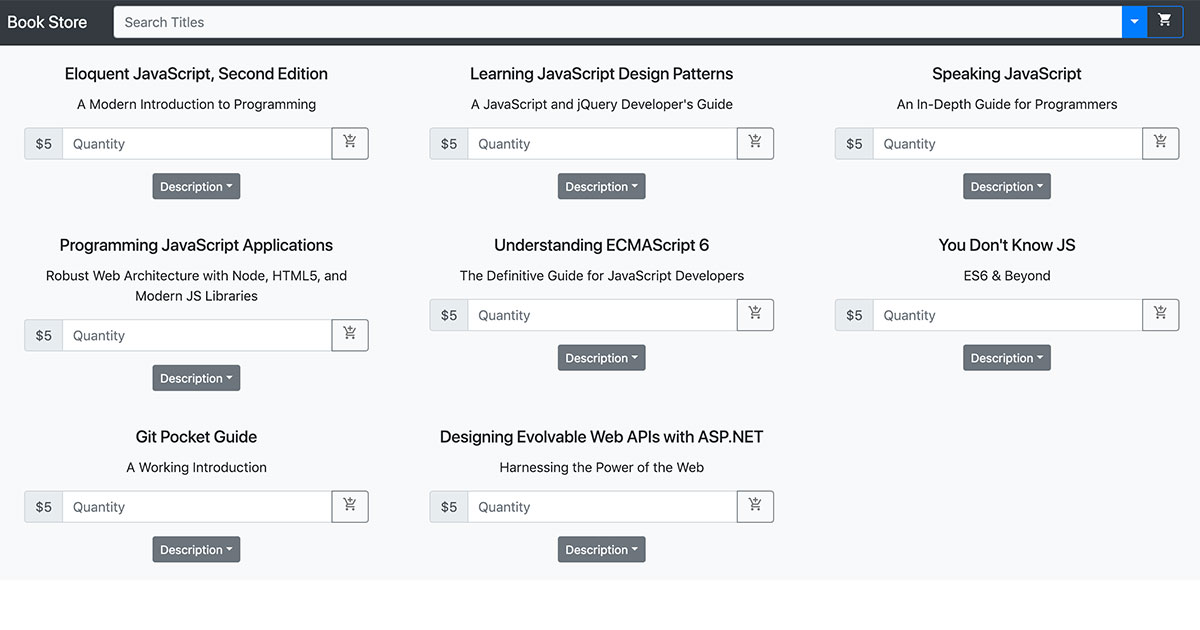 Book Store
Search Titles
Eloquent JavaScript, Second Edition
A Modern Introduction to Programming
$5
Quantity
Description
Learning JavaScript Design Patterns
A JavaScript and jQuery Developer's Guide
$5
Quantity
Description
Speaking JavaScript
An In-Depth Guide for Programmers
$5
Quantity
Description
Programming JavaScript Applications
Robust Web Architecture with Node, HTML5, and
Modern JS Libraries
$5
Quantity
Description
Understanding ECMAScript 6
The Definitive Guide for JavaScript Developers
$5
Quantity
Description
You Don't Know JS
ES6 & Beyond
$5
Quantity
Description
Git Pocket Guide
A Working Introduction
$5
Quantity
Description
Designing Evolvable Web APIs with ASP.NET
Harnessing the Power of the Web
$5
Quantity
Description